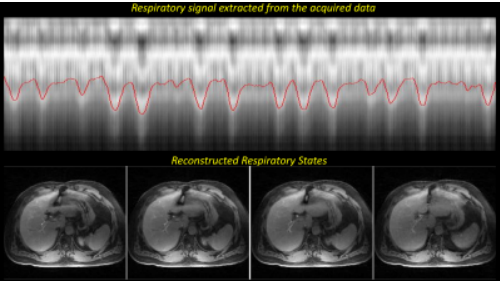 Respiratory signal extracted from the acquired data
Reconstructed Respiratory States